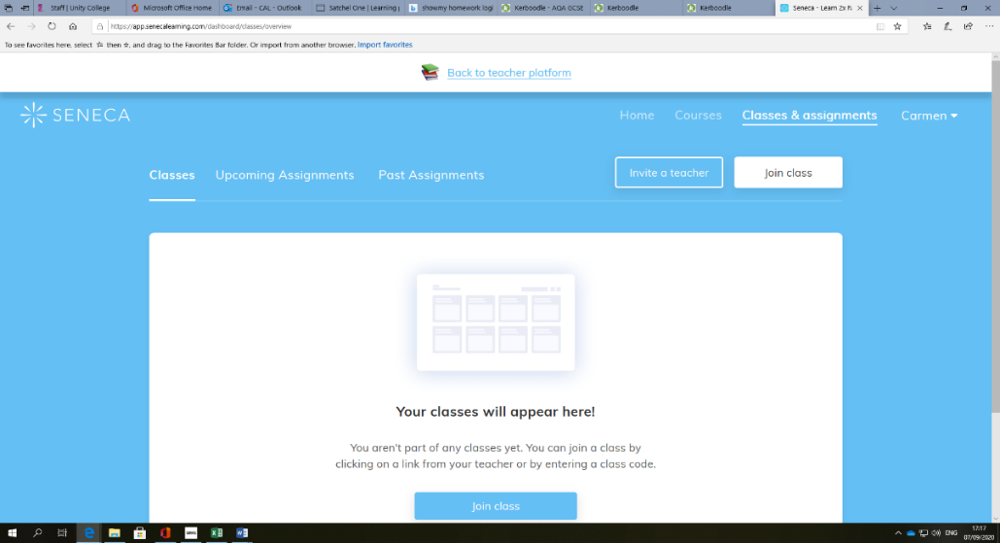 Staff | Unity College
Microsoft Office Home
Email - CAL - Outlook
Satchel One | Learning |
showmy homework logi
Kerboodle - AQA GCSE
Kerboodle
Kerboodle
Seneca - Learn 2x Fa
https://app.senecalearning.com/dashboard/classes/overview
To see favorites here, select ☆ then ☆, and drag to the Favorites Bar folder. Or import from another browser. Import favorites
Back to teacher platform
SENECA
Home
Courses
Classes & assignments
Carmen
Classes
Upcoming Assignments
Past Assignments
Invite a teacher
Join class
Your classes will appear here!
You aren't part of any classes yet. You can join a class by
clicking on a link from your teacher or by entering a class code.
Join class
ENG
17:17
07/09/2020